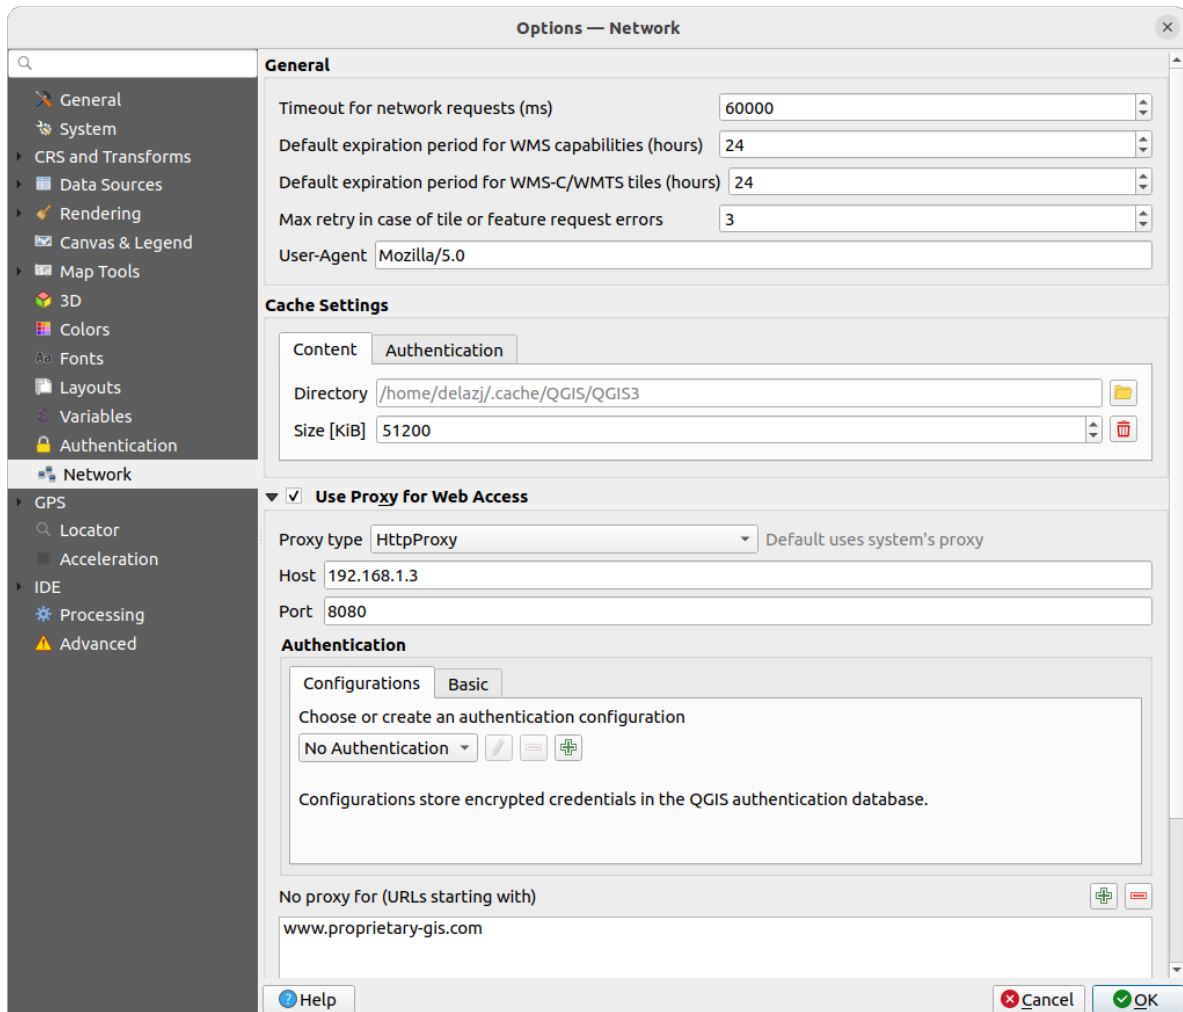 Options — Network
General
System
CRS and Transforms
Data Sources
Rendering
Canvas & Legend
Map Tools
3D
Colors
Fonts
Layouts
Variables
Authentication
Network
GPS
Locator
Acceleration
IDE
Processing
Advanced
General
Timeout for network requests (ms) 60000
Default expiration period for WMS capabilities (hours) 24
Default expiration period for WMS-C/WMTS tiles (hours) 24
Max retry in case of tile or feature request errors 3
User-Agent Mozilla/5.0
Cache Settings
Content Authentication
Directory /home/delazj/.cache/QGIS/QGIS3
Size [KiB] 51200
Use Proxy for Web Access
Proxy type HttpProxy Default uses system's proxy
Host 192.168.1.3
Port 8080
Authentication
Configurations Basic
Choose or create an authentication configuration
No Authentication
Configurations store encrypted credentials in the QGIS authentication database.
No proxy for (URLs starting with)
www.proprietary-gis.com
Help Cancel OK